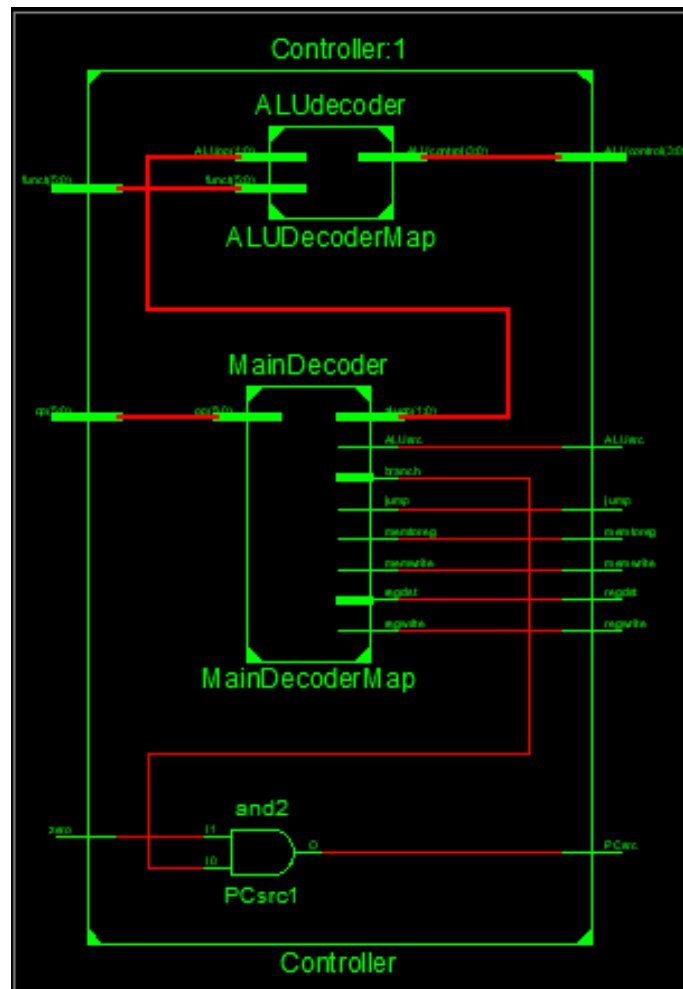 Controller:1
ALUdecoder
ALUop(1:0)
funct(5:0)
funct(5:0)
ALUDecoderMap
MainDecoder
op(5:0)
op(5:0)
aluop(1:0)
ALUsrc
ALUsrc
branch
jump
jump
memtoreg
memtoreg
memwrite
memwrite
regdst
regdst
regwrite
regwrite
MainDecoderMap
and2
zero
I1
I0
O
PCsrc
PCsrc1
Controller